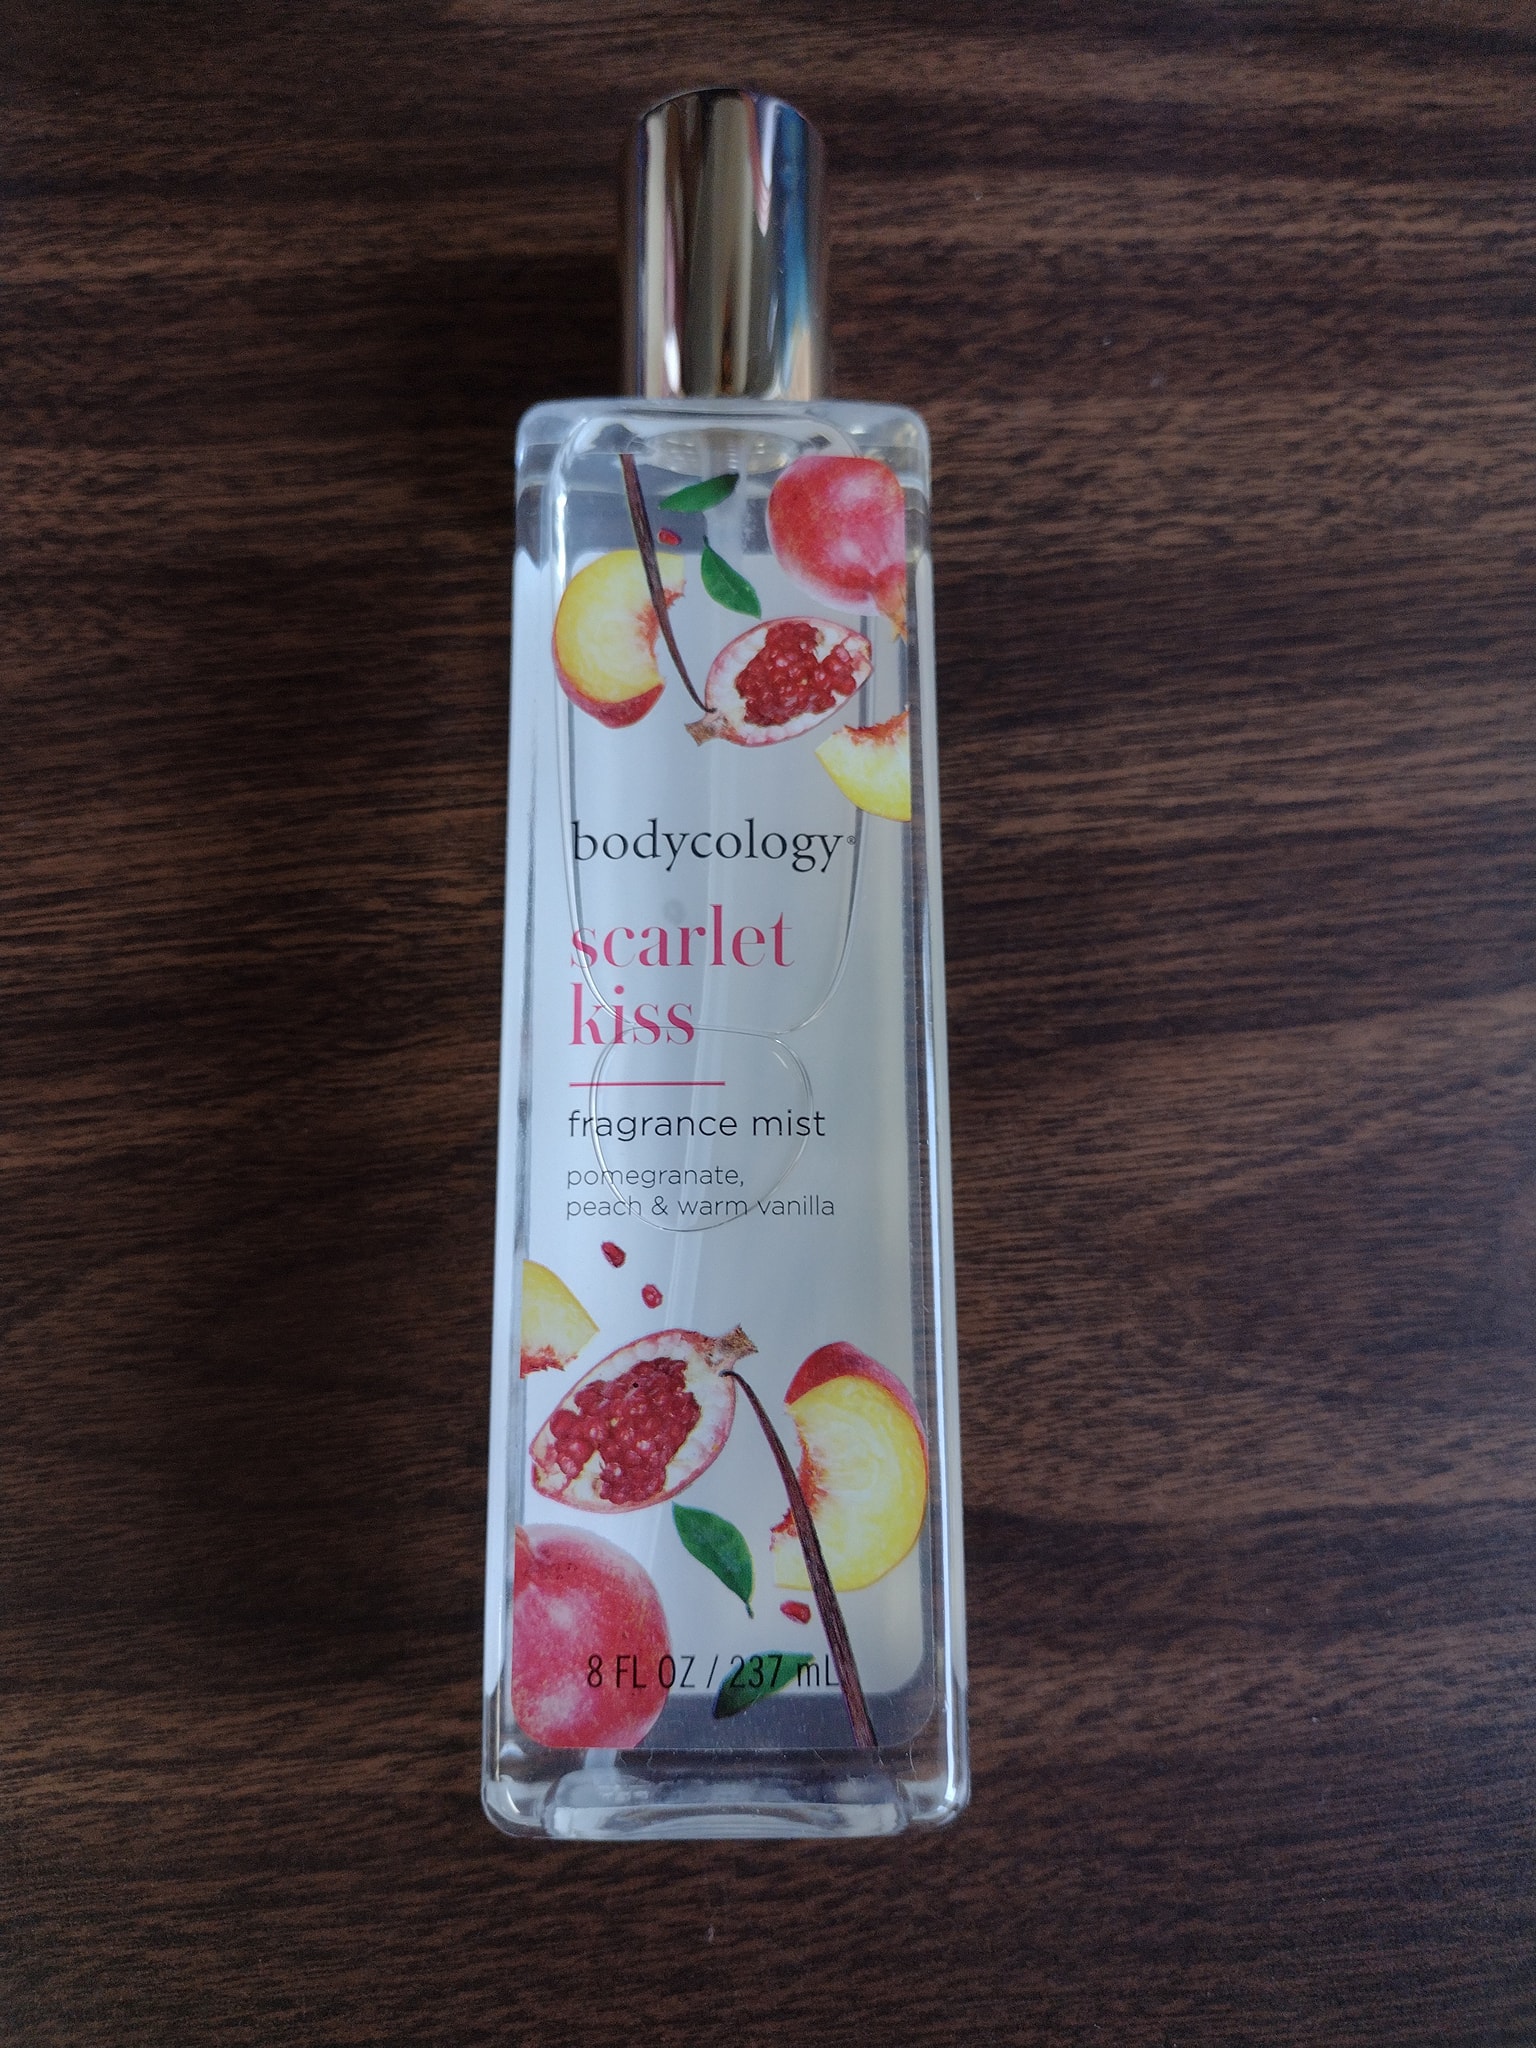 bodycology®
scarlet
kiss
fragrance mist
pomegranate,
peach & warm vanilla
8 FL OZ / 237 mL